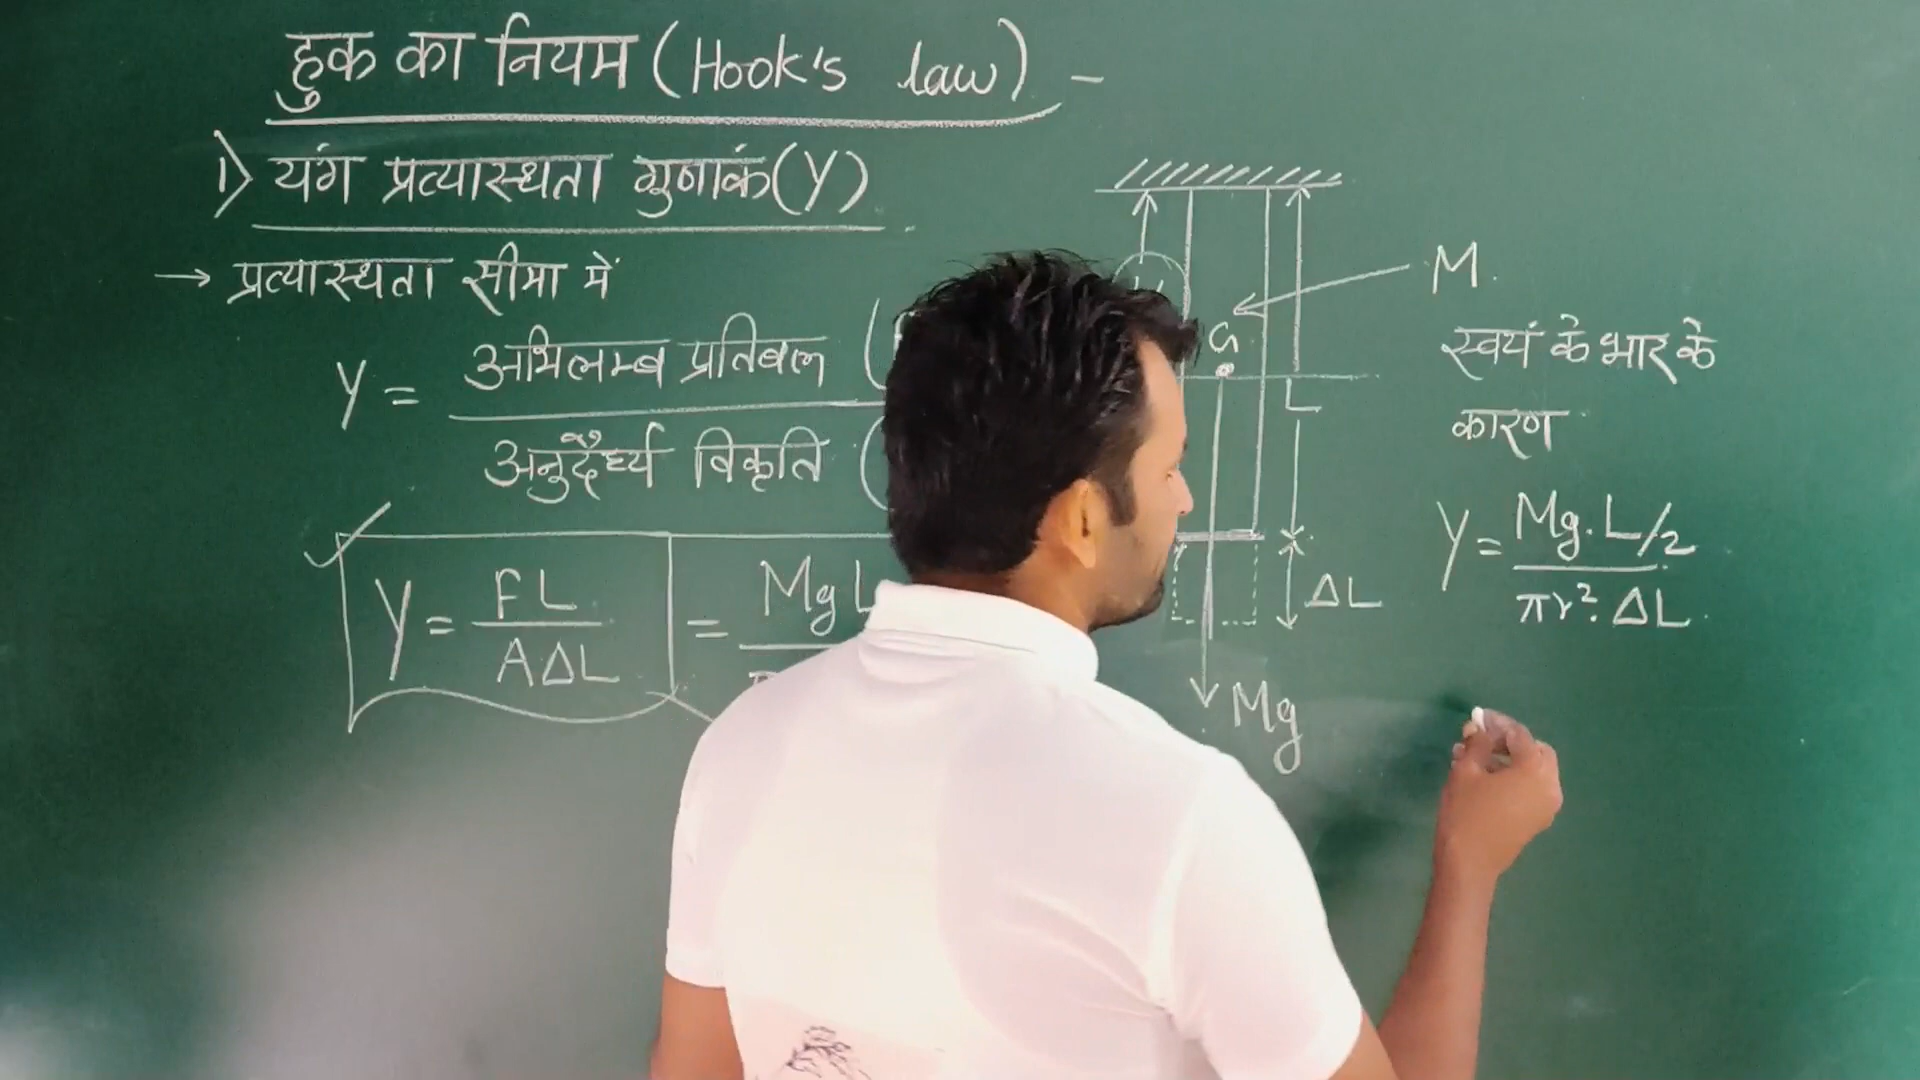 हुक का नियम (Hook's law) -
1) यंग प्रत्यास्थता गुणांक (Y)
→ प्रत्यास्थता सीमा में
Y = अभिलम्ब प्रतिबल (
अनुदैर्ध्य विकृति (
Y = FL
AΔL
= Mg L
M.
G
L
ΔL
Mg
स्वयं के भार के
कारण
Y = Mg. L/2
πr². ΔL